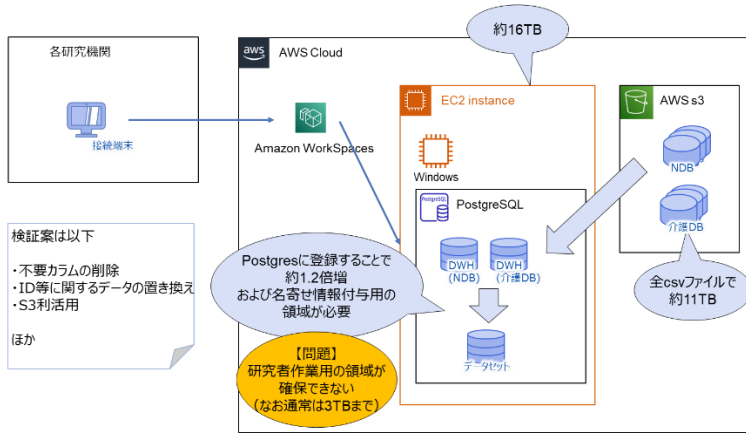 約16TB
各研究機関
接続端末
aws
AWS Cloud
Amazon WorkSpaces
EC2 instance
Windows
PostgreSQL
PostgreSQL
DWH
(NDB)
DWH
(介護DB)
データセット
AWS s3
NDB
介護DB
全csvファイルで
約11TB
Postgresに登録することで
約1.2倍増
および名寄せ情報付与用の
領域が必要
【問題】
研究者作業用の領域が
確保できない
(なお通常は3TBまで)
検証案は以下
・不要カラムの削除
・ID等に関するデータの置き換え
・S3利活用
ほか